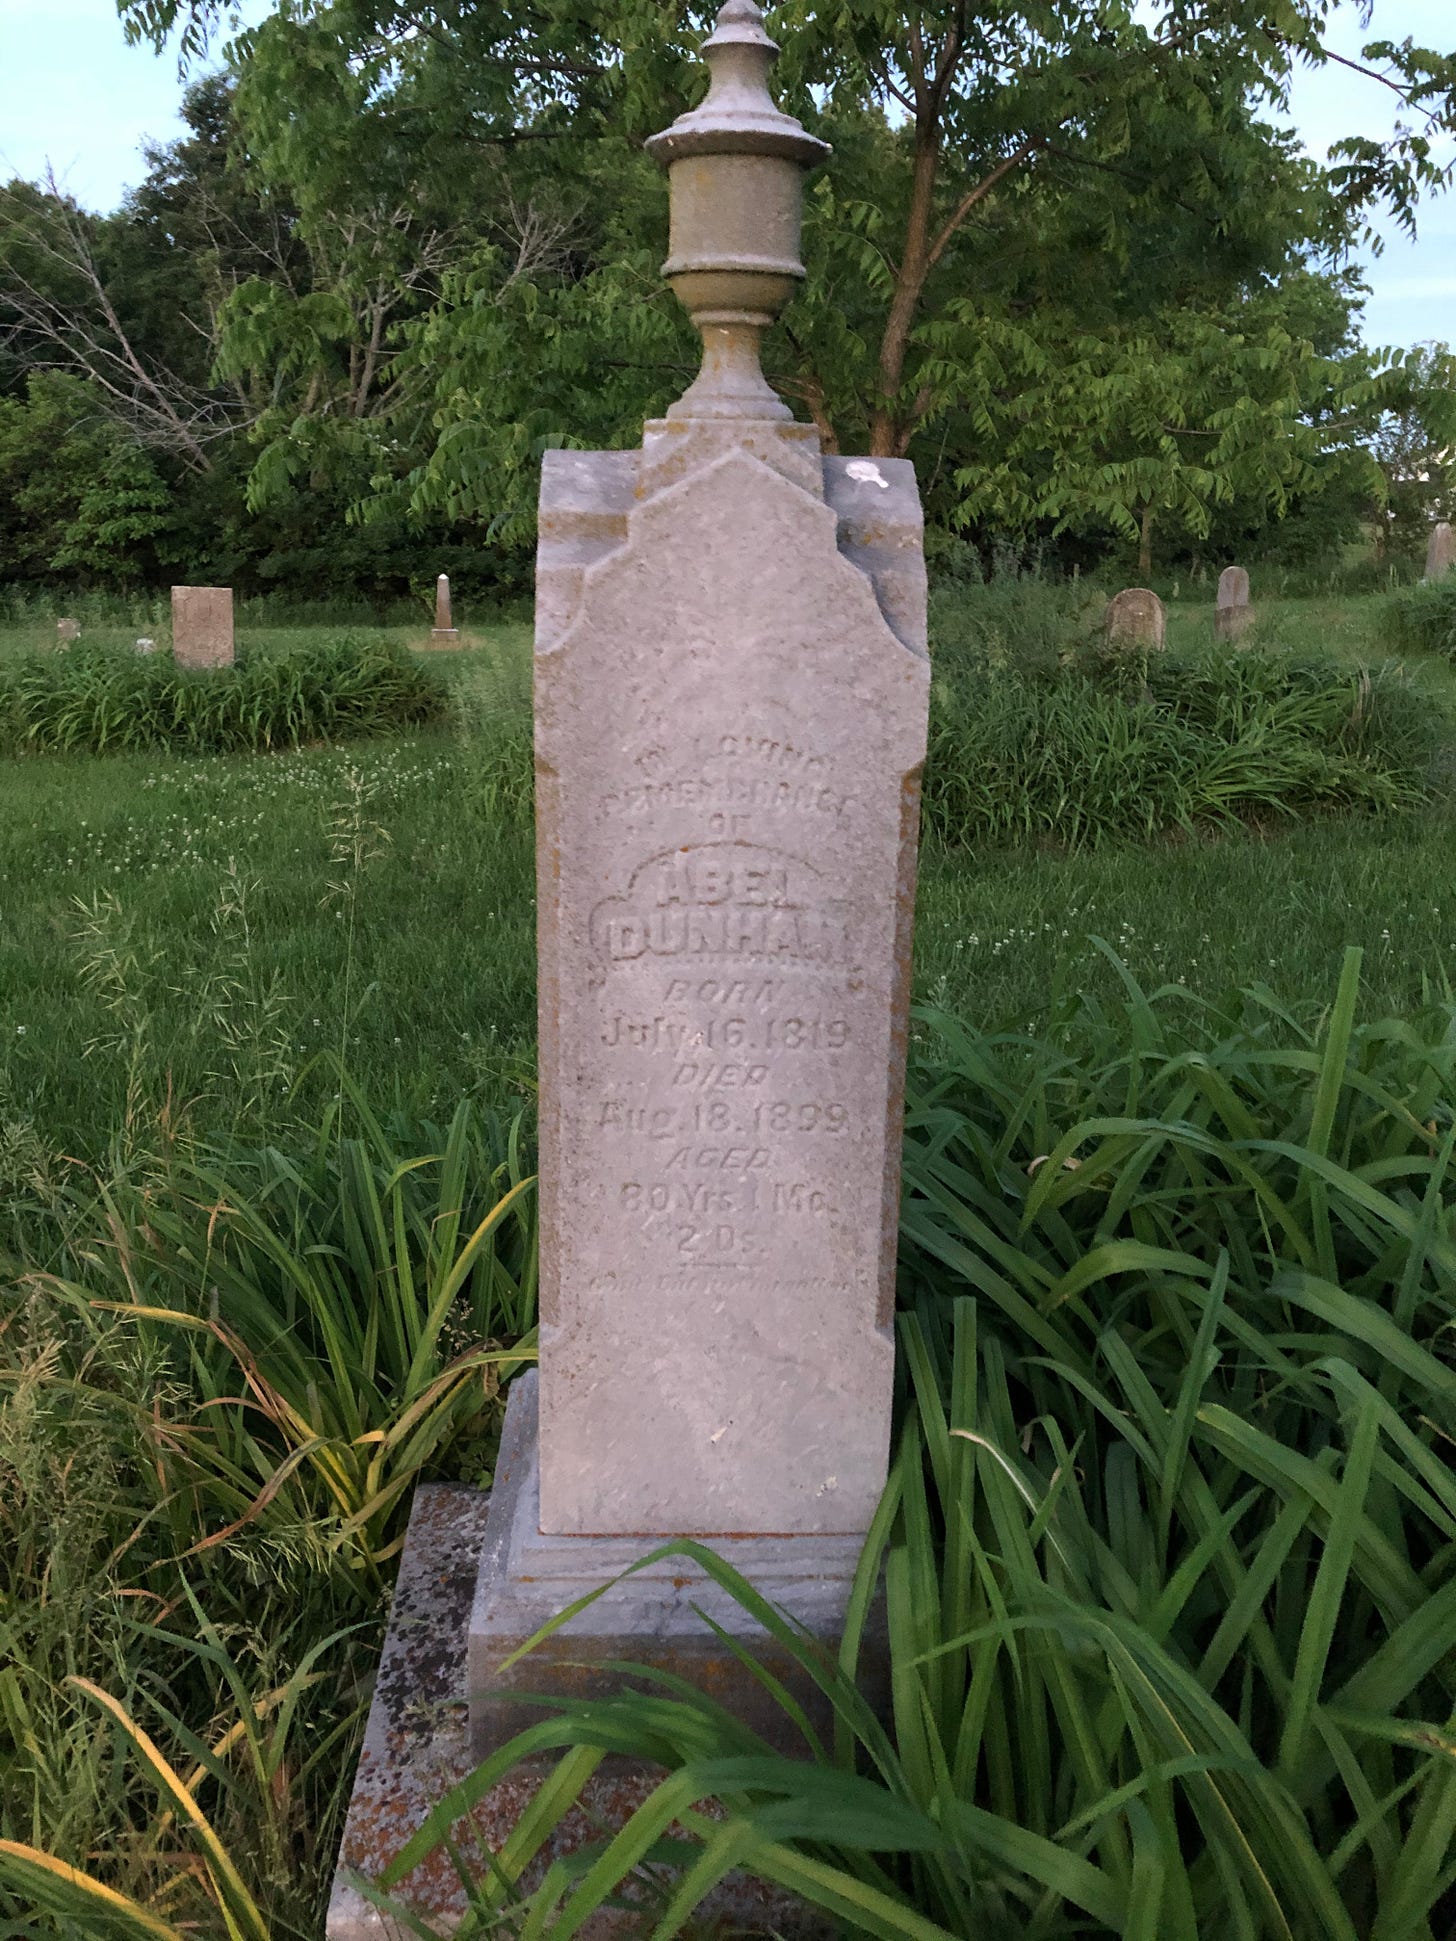 IN LOVING
REMEMBRANCE
OF
ABEL
DUNHAM
BORN
July.16.1819
DIED
Aug.18.1899
AGED
80 Yrs. 1 Mo.
2 Ds.